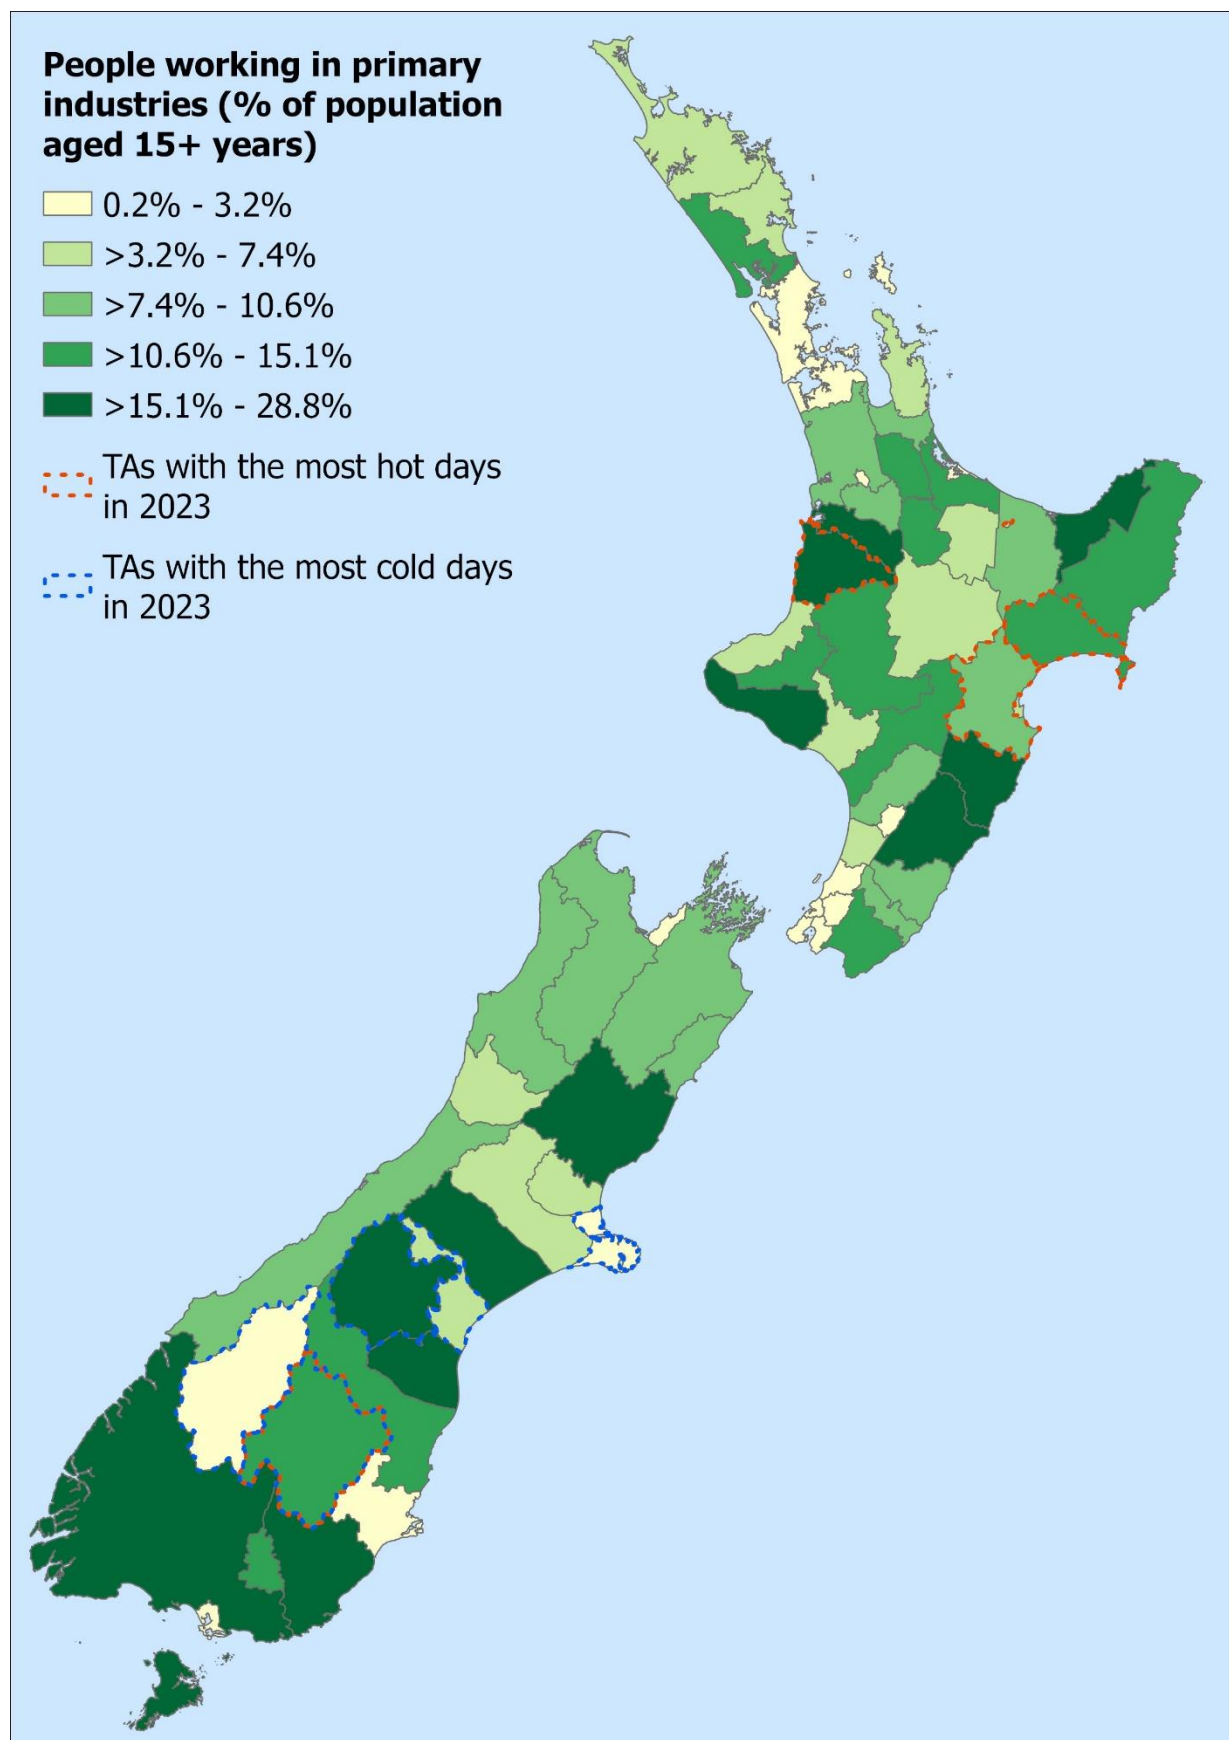 People working in primary
industries (% of population
aged 15+ years)
0.2% - 3.2%
>3.2% - 7.4%
>7.4% - 10.6%
>10.6% - 15.1%
>15.1% - 28.8%
TAs with the most hot days
in 2023
TAs with the most cold days
in 2023